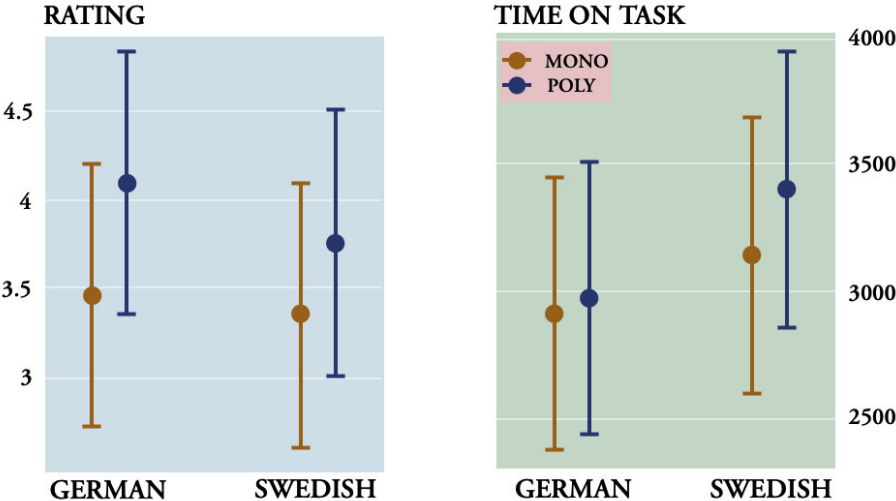 RATING
4.5
4
3.5
3
GERMAN SWEDISH
TIME ON TASK
MONO
POLY
4000
3500
3000
2500
GERMAN SWEDISH